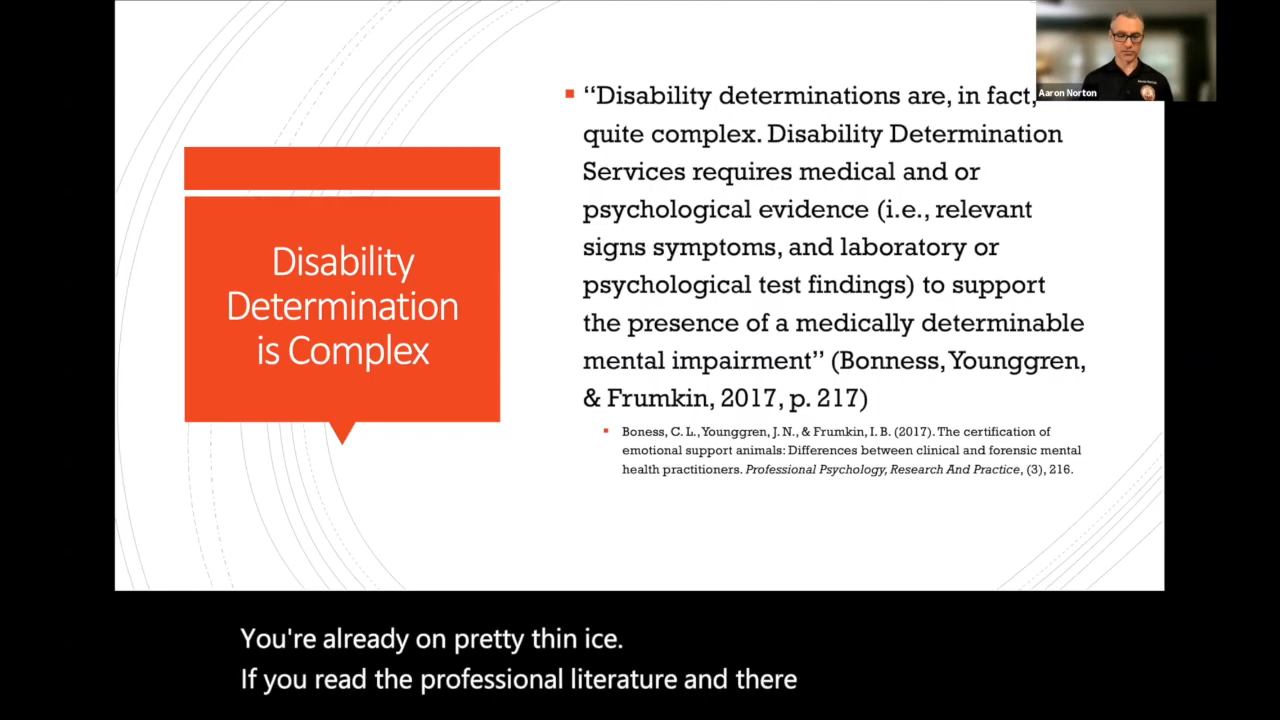 Aaron Norton
Disability
Determination
is Complex
▪ “Disability determinations are, in fact,
quite complex. Disability Determination
Services requires medical and or
psychological evidence (i.e., relevant
signs symptoms, and laboratory or
psychological test findings) to support
the presence of a medically determinable
mental impairment” (Bonness, Younggren,
& Frumkin, 2017, p. 217)
▪ Boness, C. L., Younggren, J. N., & Frumkin, I. B. (2017). The certification of
emotional support animals: Differences between clinical and forensic mental
health practitioners. Professional Psychology, Research And Practice, (3), 216.
You're already on pretty thin ice.
If you read the professional literature and there